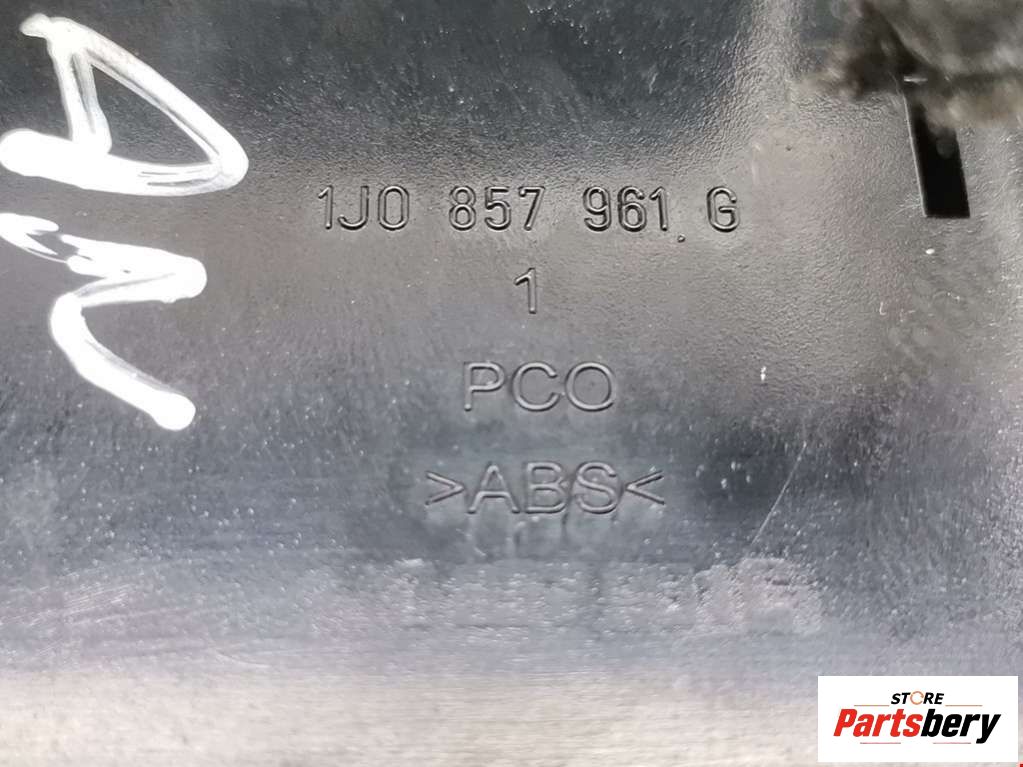 1J0 857 961 G
1
PCO
>ABS<
STORE
Partsbery